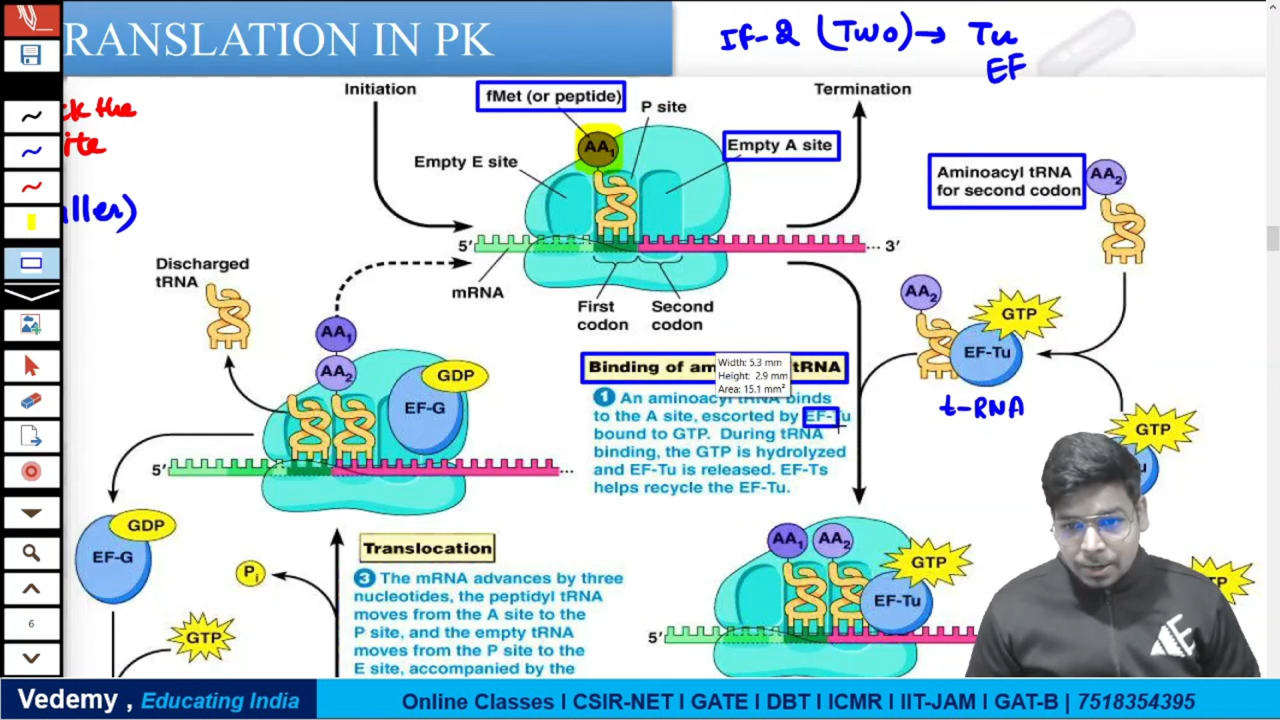 RANSLATION IN PK
IF-2 (Two) → Tu
EF
ck the
ite
aller)
Initiation
fMet (or peptide)
P site
Termination
AA1
Empty E site
Empty A site
Aminoacyl tRNA
for second codon
AA2
5′
3′
mRNA
First
codon
Second
codon
Discharged
tRNA
AA2
GTP
EF-Tu
t-RNA
AA1
AA2
GDP
EF-G
5′
Binding of am
tRNA
Width: 5.3 mm
Height: 2.9 mm
Area: 15.1 mm²
1 An aminoacyl tRNA binds
to the A site, escorted by EF-Tu
bound to GTP. During tRNA
binding, the GTP is hydrolyzed
and EF-Tu is released. EF-Ts
helps recycle the EF-Tu.
GTP
u
GDP
EF-G
Pi
GTP
Translocation
3 The mRNA advances by three
nucleotides, the peptidyl tRNA
moves from the A site to the
P site, and the empty tRNA
moves from the P site to the
E site, accompanied by the
AA1
AA2
GTP
EF-Tu
5′
TP
6
Vedemy , Educating India
Online Classes I CSIR-NET I GATE I DBT I ICMR I IIT-JAM I GAT-B | 7518354395